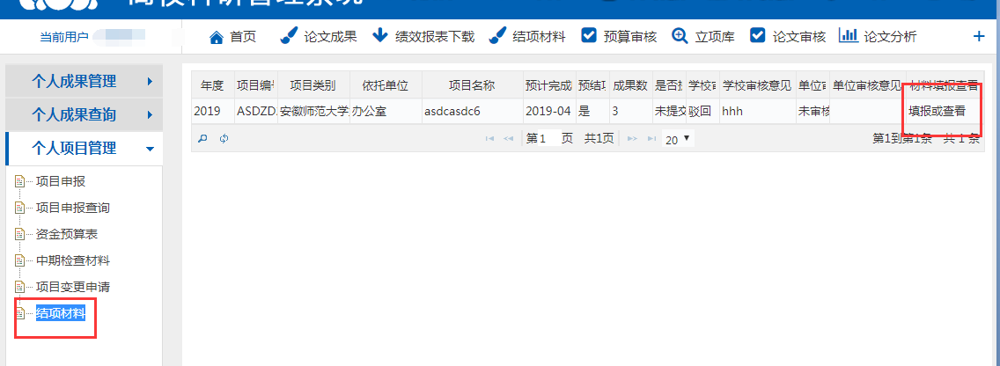 高校科研管理系统
当前用户
首页 论文成果 绩效报表下载 结项材料 预算审核 立项库 论文审核 论文分析 +
个人成果管理
个人成果查询
个人项目管理
项目申报
项目申报查询
资金预算表
中期检查材料
项目变更申请
结项材料
年度 项目编号 项目类别 依托单位 项目名称 预计完成 预结项 成果数 是否提 学校审 学校审核意见 单位审 单位审核意见 材料填报查看
2019 ASDZD 安徽师范大学 办公室 asdcasdc6 2019-04 是 3 未提交 驳回 hhh 未审核 填报或查看
第1 页 共1页 20 第1到第1条 共 1 条